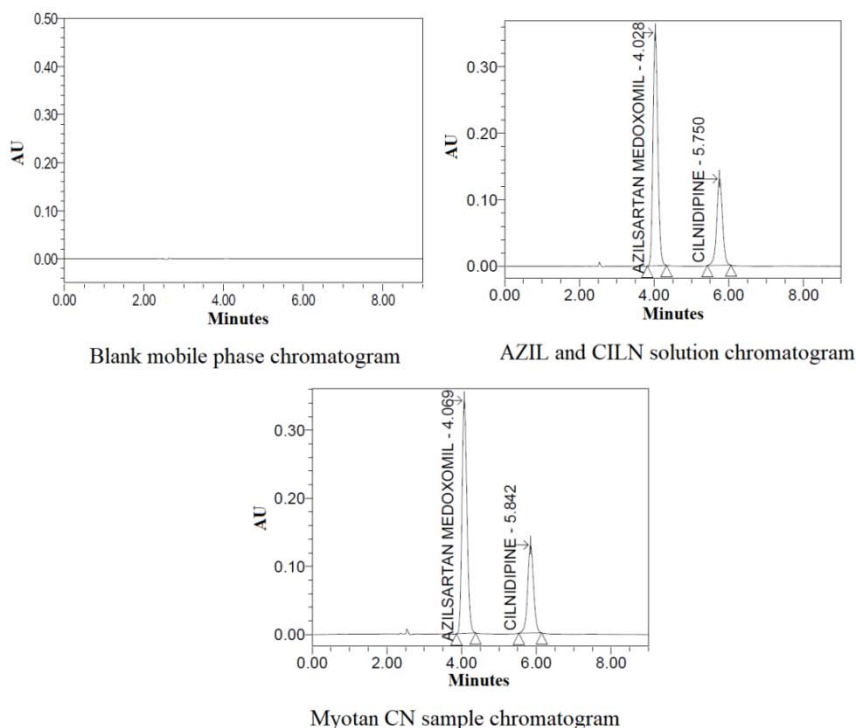 0.50
0.40
0.30
0.20
0.10
0.00
AU
0.00 2.00 4.00 6.00 8.00
Minutes
Blank mobile phase chromatogram
0.30
0.20
0.10
0.00
AU
AZILSARTAN MEDOXOMIL - 4.028
CILNIDIPINE - 5.750
0.00 2.00 4.00 6.00 8.00
Minutes
AZIL and CILN solution chromatogram
0.30
0.20
0.10
0.00
AU
AZILSARTAN MEDOXOMIL - 4.069
CILNIDIPINE - 5.842
0.00 2.00 4.00 6.00 8.00
Minutes
Myotan CN sample chromatogram